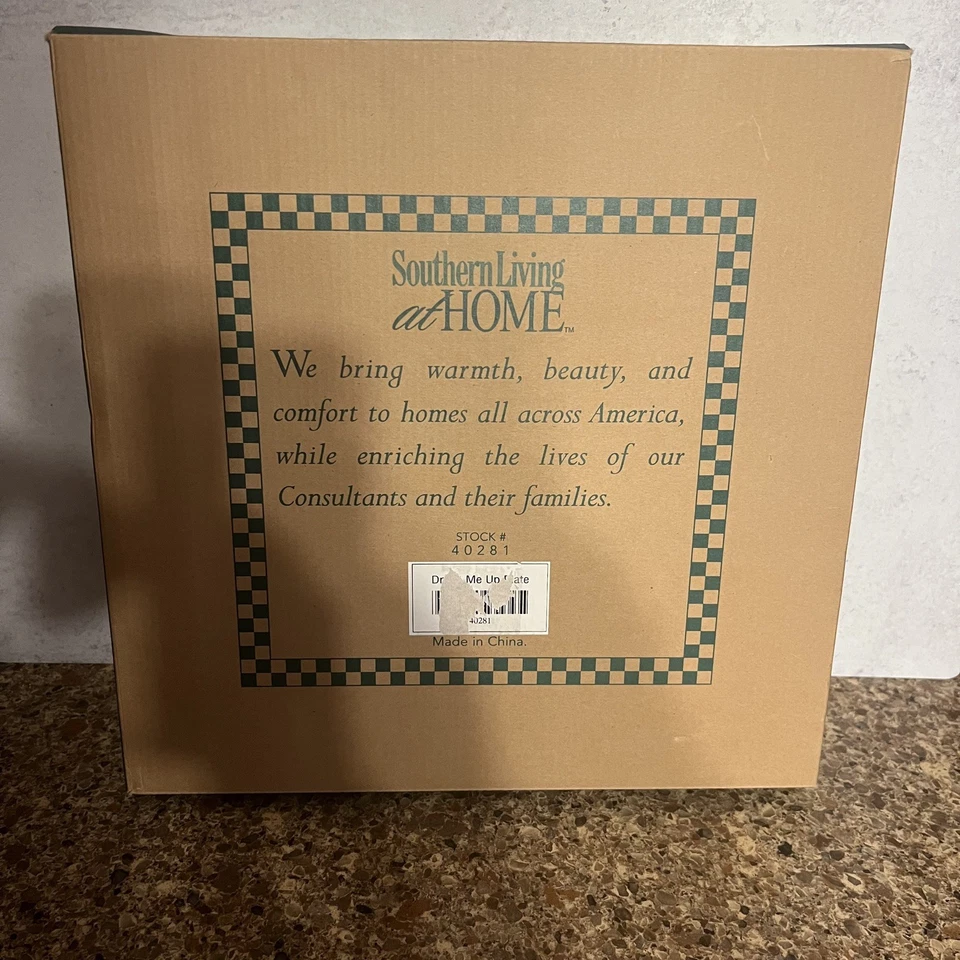 Southern Living
at HOME™
We bring warmth, beauty, and
comfort to homes all across America,
while enriching the lives of our
Consultants and their families.
STOCK #
40281
Me Up
40281
Made in China.